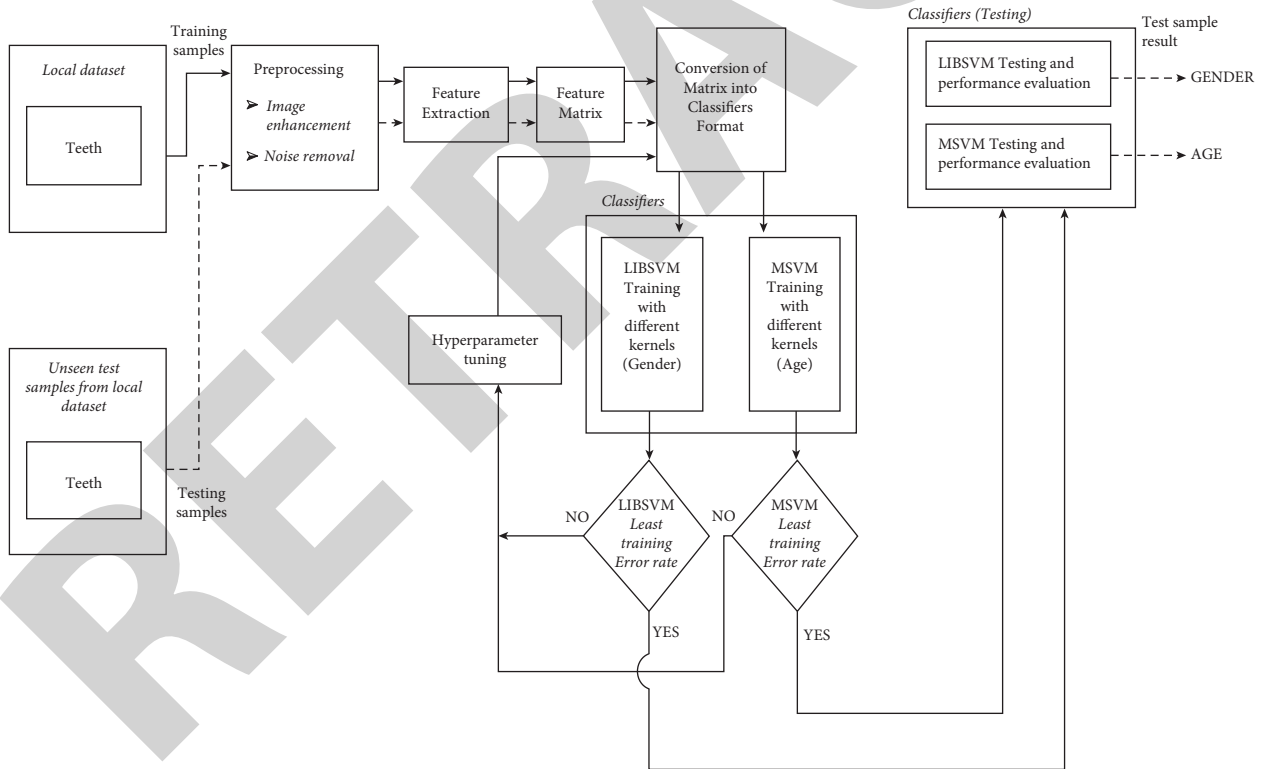 Training
samples
Local dataset
Teeth
Preprocessing
➢ Image
enhancement
➢ Noise removal
Feature
Extraction
Feature
Matrix
Conversion of
Matrix into
Classifiers
Format
Classifiers (Testing)
LIBSVM Testing and
performance evaluation
MSVM Testing and
performance evaluation
Test sample
result
GENDER
AGE
Classifiers
LIBSVM
Training
with
different
kernels
(Gender)
MSVM
Training
with
different
kernels
(Age)
Hyperparameter
tuning
Unseen test
samples from local
dataset
Teeth
Testing
samples
NO
LIBSVM
Least
training
Error rate
YES
NO
MSVM
Least
training
Error rate
YES
RETRAC